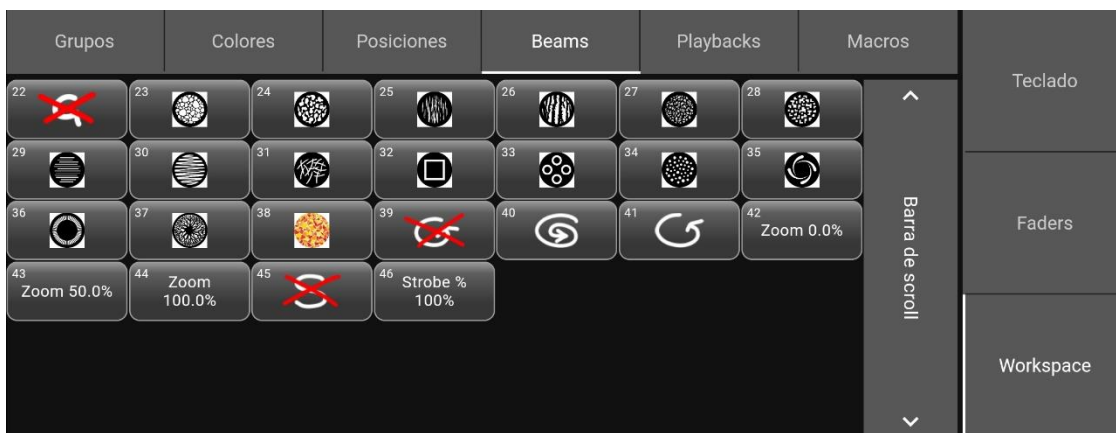 Grupos Colores Posiciones Beams Playbacks Macros
Teclado
22 23 24 25 26 27 28
29 30 31 32 33 34 35
Barra de scroll
Faders
36 37 38 39 40 41 42 Zoom 0.0%
43 Zoom 50.0% 44 Zoom 100.0% 45 46 Strobe % 100%
Workspace